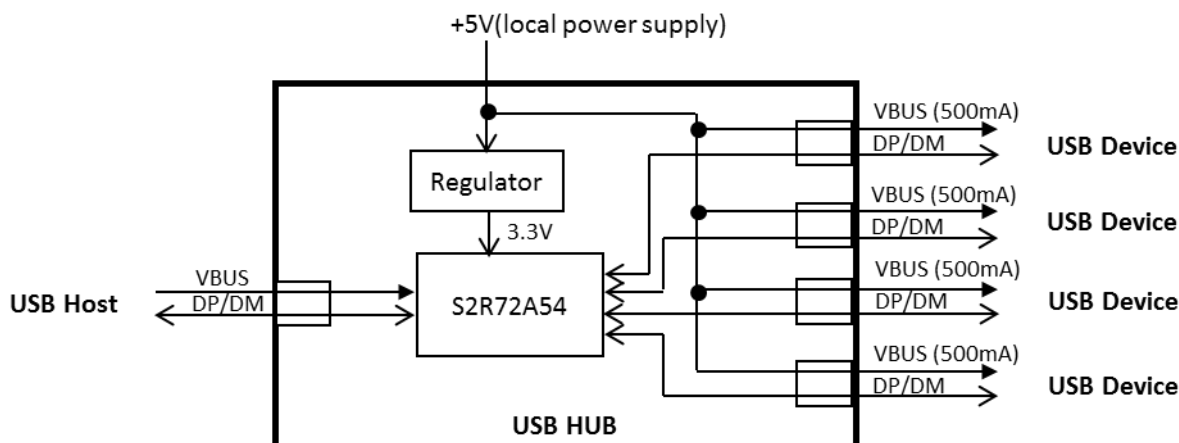 +5V(local power supply)
VBUS (500mA)
DP/DM
USB Device
Regulator
VBUS (500mA)
DP/DM
USB Device
3.3V
VBUS
DP/DM
USB Host
S2R72A54
VBUS (500mA)
DP/DM
USB Device
VBUS (500mA)
DP/DM
USB Device
USB HUB